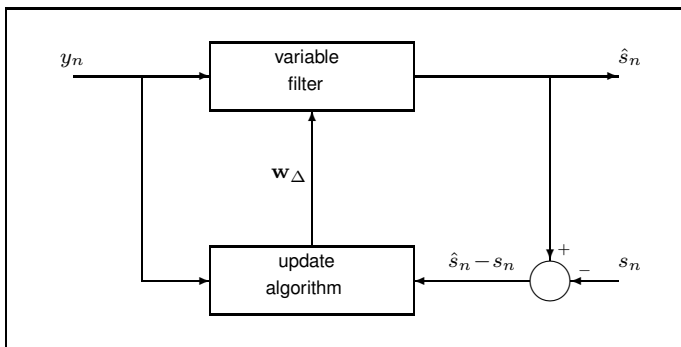 y_n
variable
filter
ŝ_n
w_Δ
update
algorithm
ŝ_n−s_n
+
−
s_n